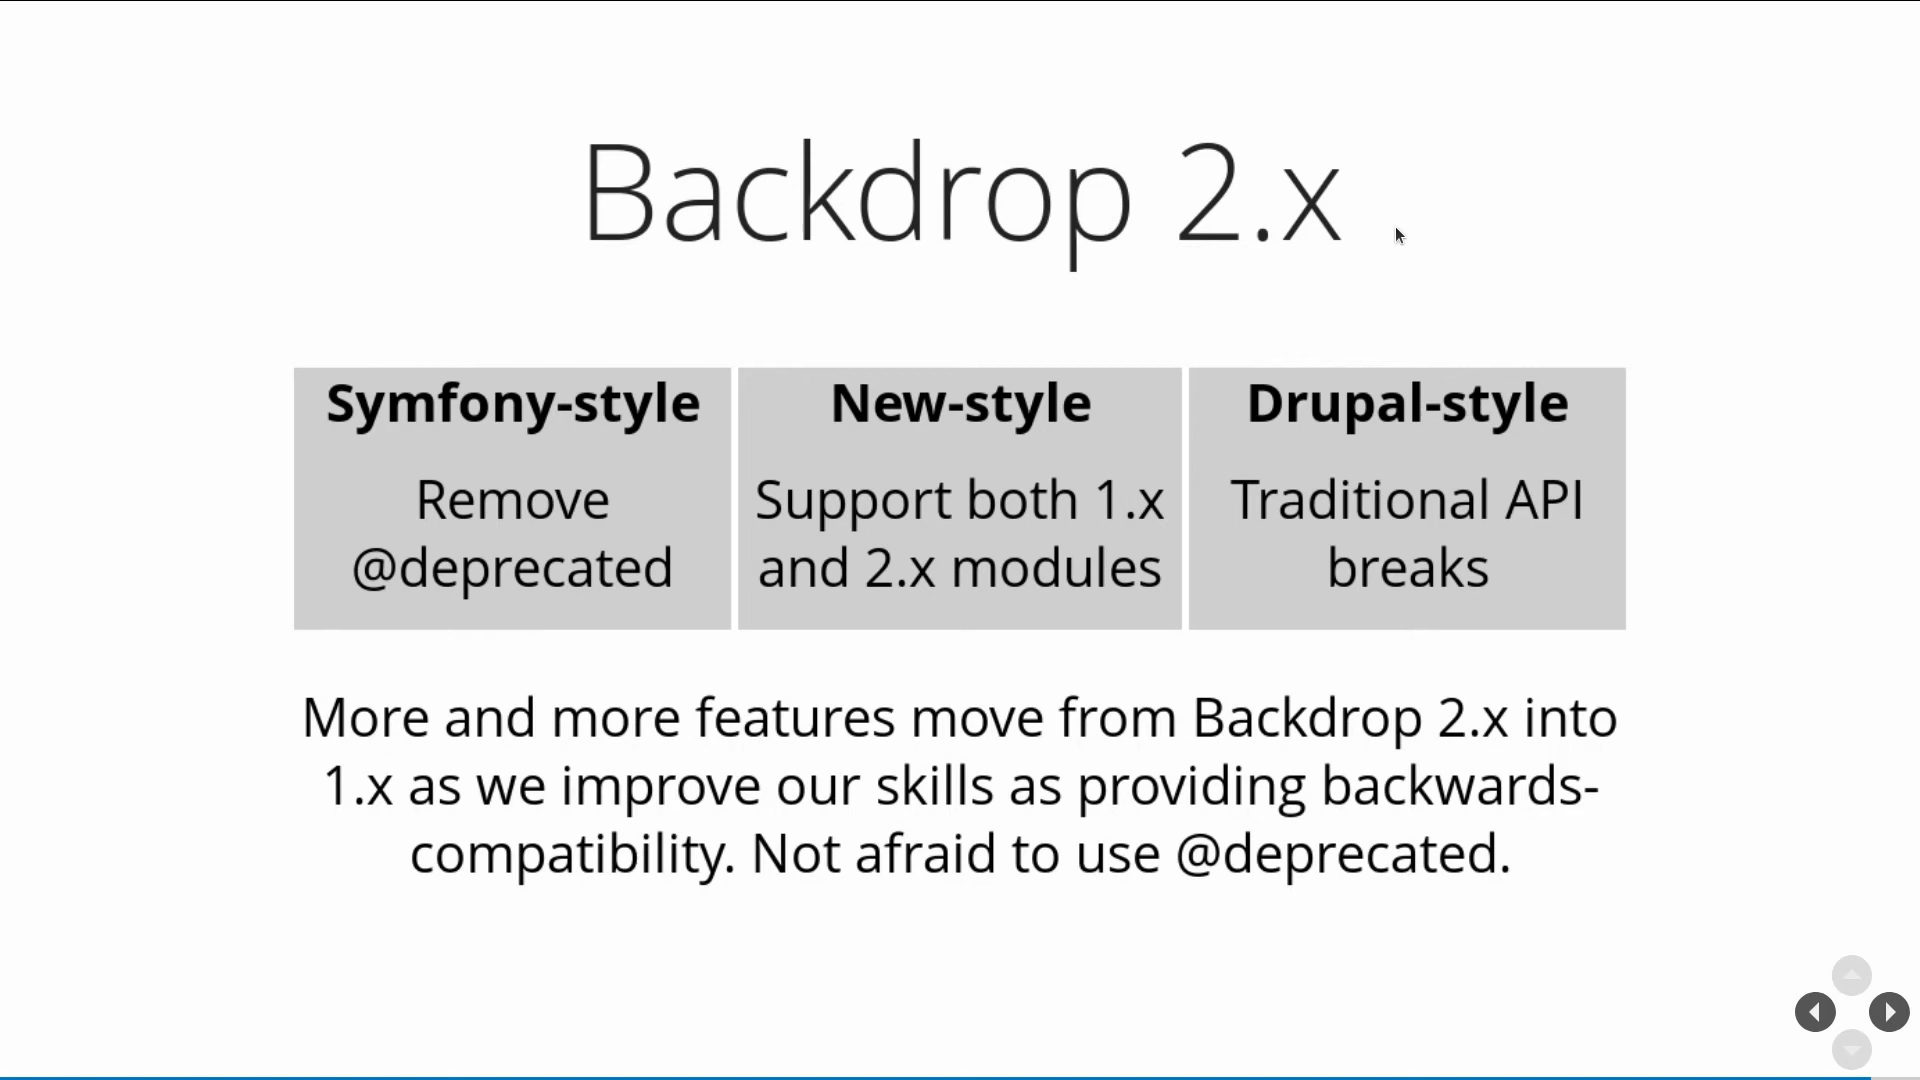 Backdrop 2.x
Symfony-style
Remove
@deprecated
New-style
Support both 1.x
and 2.x modules
Drupal-style
Traditional API
breaks
More and more features move from Backdrop 2.x into
1.x as we improve our skills as providing backwards-
compatibility. Not afraid to use @deprecated.